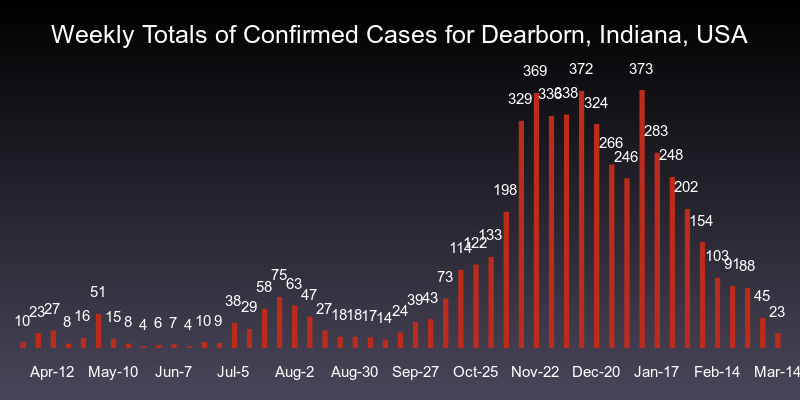 Weekly Totals of Confirmed Cases for Dearborn, Indiana, USA
10 23 27 8 16 51 15 8 4 6 7 4 10 9 38 29 58 75 63 47 27 18 18 17 14 24 39 43 73 114 122 133 198 329 369 336 338 372 324 266 246 373 283 248 202 154 103 91 88 45 23
Apr-12 May-10 Jun-7 Jul-5 Aug-2 Aug-30 Sep-27 Oct-25 Nov-22 Dec-20 Jan-17 Feb-14 Mar-14